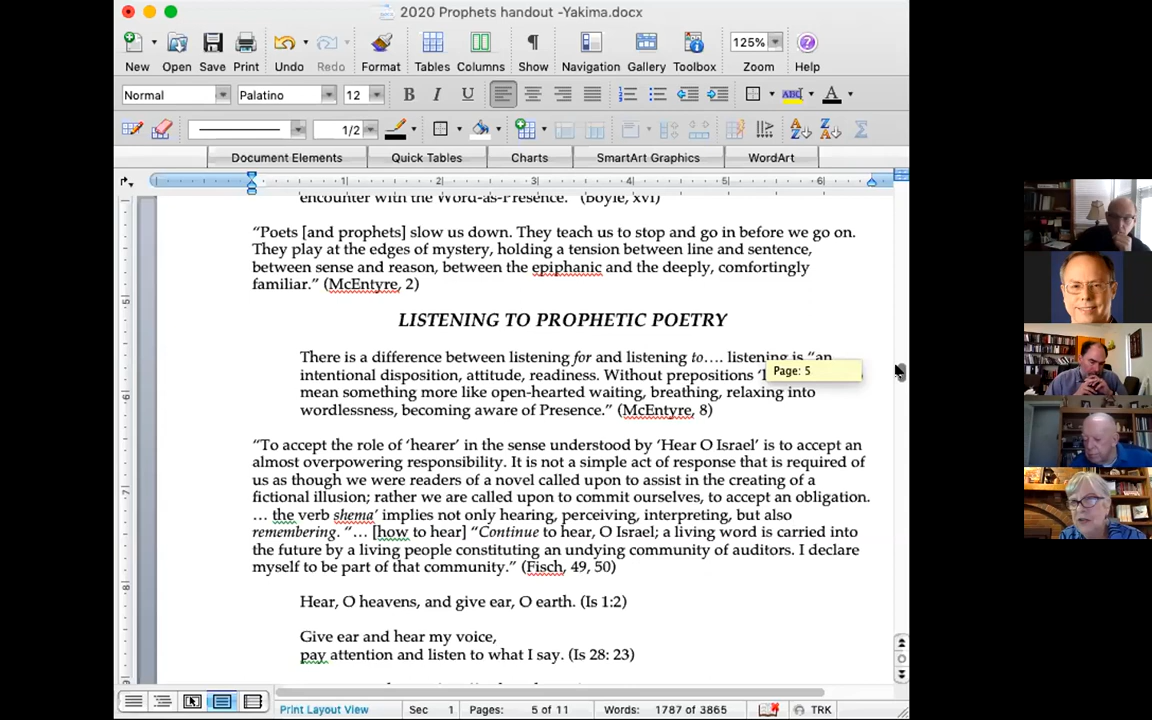 2020 Prophets handout -Yakima.docx
New Open Save Print Undo Redo Format Tables Columns Show Navigation Gallery Toolbox Zoom Help
125%
Normal Palatino 12 B I U ABC A
1/2 A Z Z A Σ
Document Elements Quick Tables Charts SmartArt Graphics WordArt
1 2 3 4 5 6
encounter with the Word-as-Presence.” (Boyle, xvi)
“Poets [and prophets] slow us down. They teach us to stop and go in before we go on.
They play at the edges of mystery, holding a tension between line and sentence,
between sense and reason, between the epiphanic and the deeply, comfortingly
familiar.” (McEntyre, 2)
LISTENING TO PROPHETIC POETRY
There is a difference between listening for and listening to…. listening is “an
intentional disposition, attitude, readiness. Without prepositions
Page: 5
mean something more like open-hearted waiting, breathing, relaxing into
wordlessness, becoming aware of Presence.” (McEntyre, 8)
“To accept the role of ‘hearer’ in the sense understood by ‘Hear O Israel’ is to accept an
almost overpowering responsibility. It is not a simple act of response that is required of
us as though we were readers of a novel called upon to assist in the creating of a
fictional illusion; rather we are called upon to commit ourselves, to accept an obligation.
… the verb shema’ implies not only hearing, perceiving, interpreting, but also
remembering. “… [how to hear] “Continue to hear, O Israel; a living word is carried into
the future by a living people constituting an undying community of auditors. I declare
myself to be part of that community.” (Fisch, 49, 50)
Hear, O heavens, and give ear, O earth. (Is 1:2)
Give ear and hear my voice,
pay attention and listen to what I say. (Is 28: 23)
Print Layout View Sec 1 Pages: 5 of 11 Words: 1787 of 3865 TRK